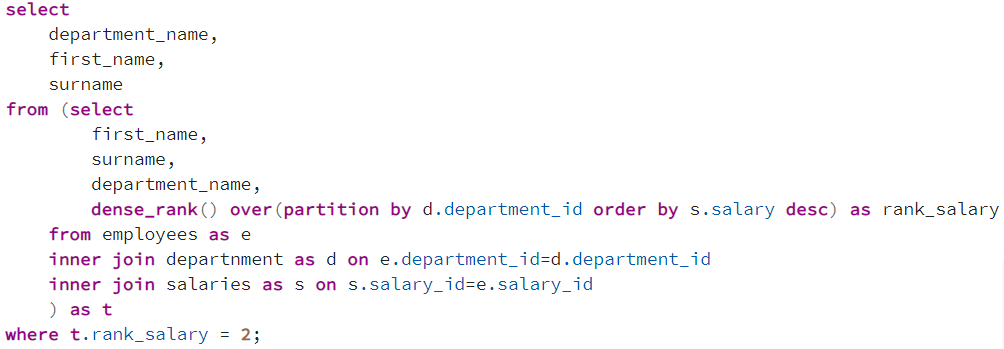 select
department_name,
first_name,
surname
from (select
first_name,
surname,
department_name,
dense_rank() over(partition by d.department_id order by s.salary desc) as rank_salary
from employees as e
inner join departnment as d on e.department_id=d.department_id
inner join salaries as s on s.salary_id=e.salary_id
) as t
where t.rank_salary = 2;